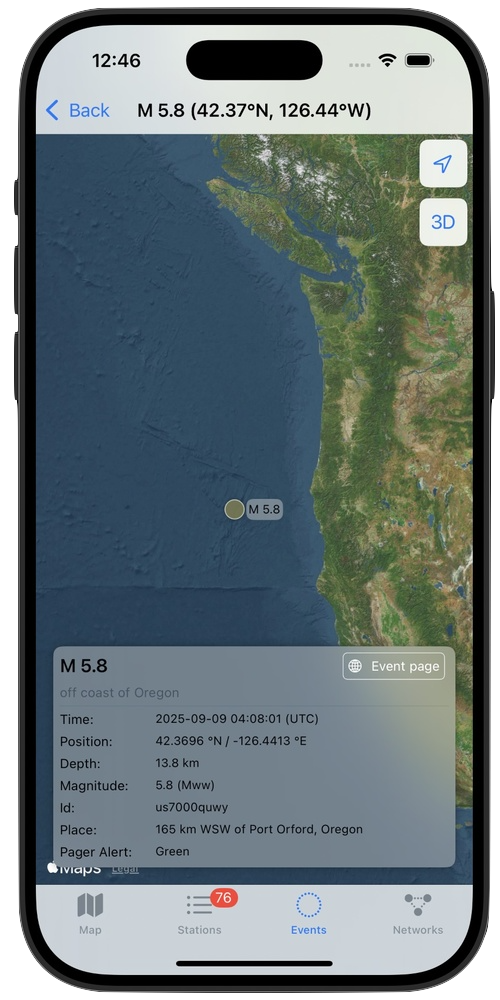 12:46
Back M 5.8 (42.37°N, 126.44°W)
3D
M 5.8
M 5.8 Event page
off coast of Oregon
Time: 2025-09-09 04:08:01 (UTC)
Position: 42.3696 °N / -126.4413 °E
Depth: 13.8 km
Magnitude: 5.8 (Mww)
Id: us7000quwy
Place: 165 km WSW of Port Orford, Oregon
Pager Alert: Green
Maps Legal
76
Map Stations Events Networks